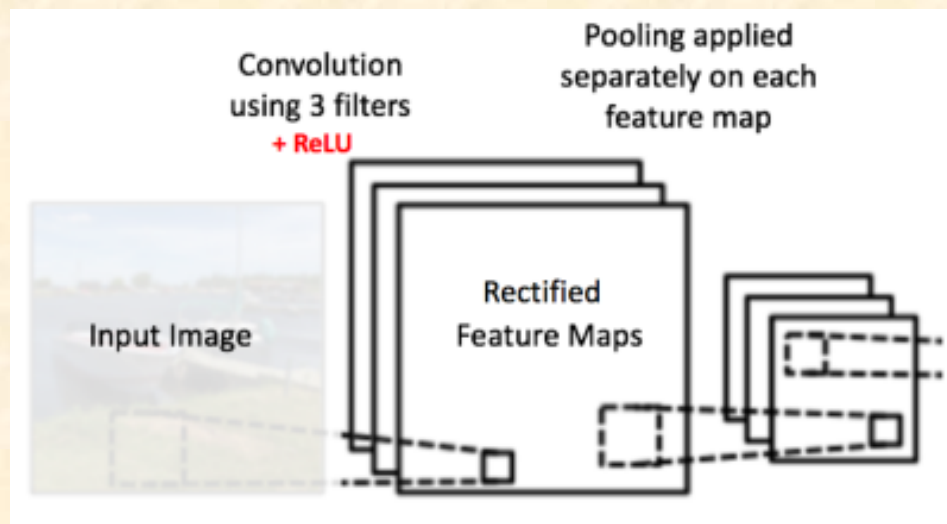 Convolution
using 3 filters
+ ReLU
Pooling applied
separately on each
feature map
Input Image
Rectified
Feature Maps